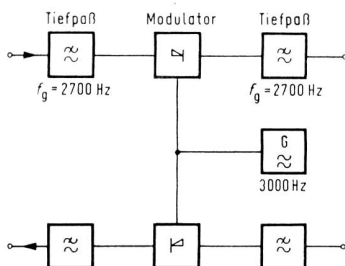 Tiefpaß Modulator Tiefpaß
fg = 2700 Hz fg = 2700 Hz
G
3000 Hz